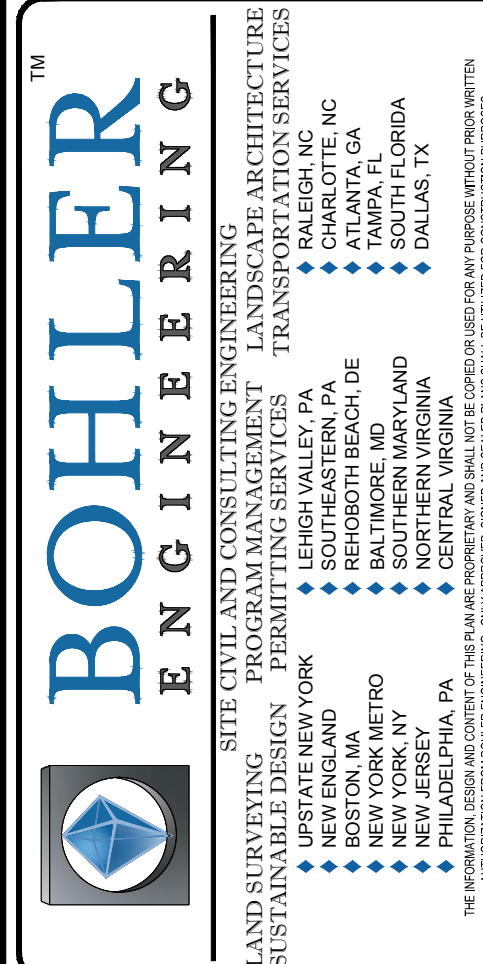 BOHLER™
ENGINEERING
SITE CIVIL AND CONSULTING ENGINEERING
LAND SURVEYING PROGRAM MANAGEMENT LANDSCAPE ARCHITECTURE
SUSTAINABLE DESIGN PERMITTING SERVICES TRANSPORTATION SERVICES
UPSTATE NEW YORK
NEW ENGLAND
BOSTON, MA
NEW YORK METRO
NEW YORK, NY
NEW JERSEY
PHILADELPHIA, PA
LEHIGH VALLEY, PA
SOUTHEASTERN, PA
REHOBOTH BEACH, DE
BALTIMORE, MD
SOUTHERN MARYLAND
NORTHERN VIRGINIA
CENTRAL VIRGINIA
RALEIGH, NC
CHARLOTTE, NC
ATLANTA, GA
TAMPA, FL
SOUTH FLORIDA
DALLAS, TX
THE INFORMATION, DESIGN AND CONTENT OF THIS PLAN ARE PROPRIETARY AND SHALL NOT BE COPIED OR USED FOR ANY PURPOSE WITHOUT PRIOR WRITTEN